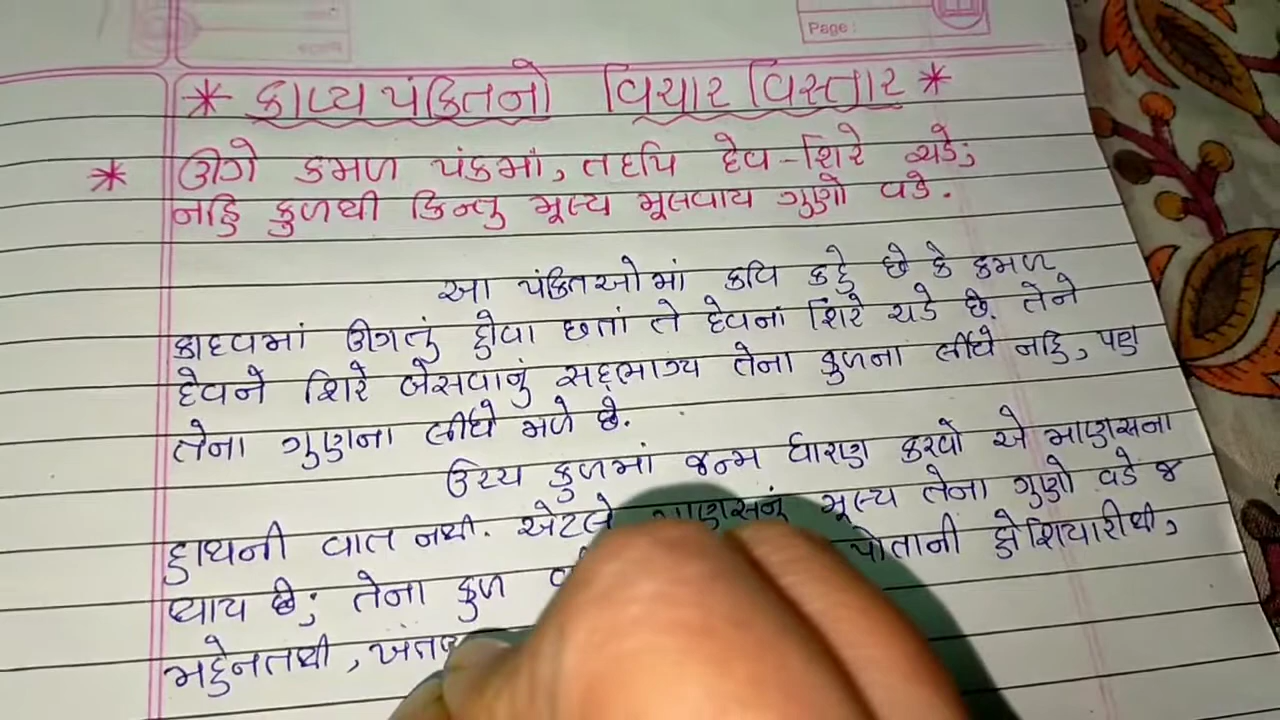 Page :
* કાવ્ય પંક્તિનો વિચાર વિસ્તાર *
* ઊગે કમળ પંકમાં, તદપિ દેવ-શિરે ચડે;
નહિ કુળથી કિન્તુ મૂલ્ય મૂલવાય ગુણો વડે.
આ પંક્તિઓમાં કવિ કહે છે કે કમળ
કાદવમાં ઊગતું હોવા છતાં તે દેવનાં શિરે ચડે છે. તેને
દેવને શિરે બેસવાનું સદ્ભાગ્ય તેના કુળના લીધે નહિ, પણ
તેના ગુણના લીધે મળે છે.
ઉચ્ચ કુળમાં જન્મ ધારણ કરવો એ માણસના
હાથની વાત નથી. એટલે માણસનું મૂલ્ય તેના ગુણો વડે જ
થાય છે; તેના કુળ પોતાની હોશિયારીથી,
મહેનતથી,